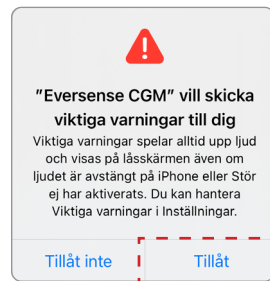 "Eversense CGM" vill skicka
viktiga varningar till dig
Viktiga varningar spelar alltid upp ljud
och visas på låsskärmen även om
ljudet är avstängt på iPhone eller Stör
ej har aktiverats. Du kan hantera
Viktiga varningar i Inställningar.
Tillåt inte
Tillåt